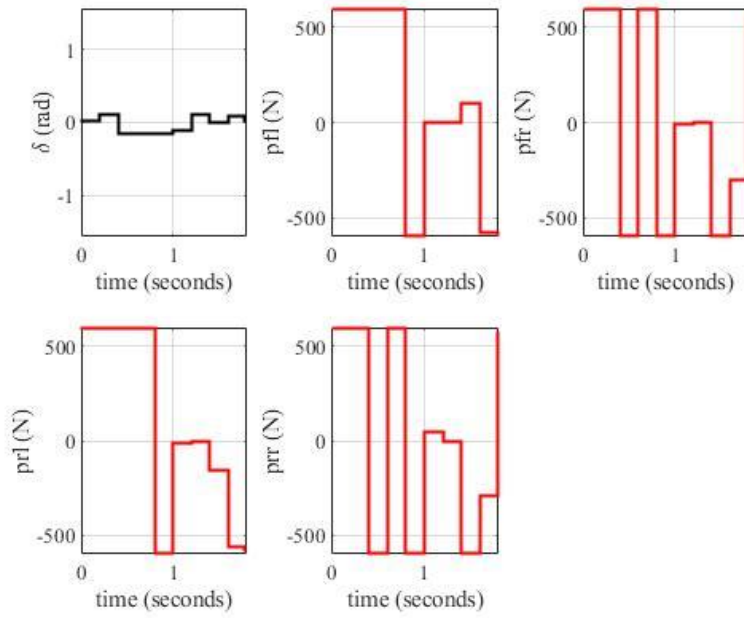 500
0
-500
pfl (N)
0
1
time (seconds)
1
0
-1
δ (rad)
0
1
time (seconds)
500
0
-500
pfr (N)
0
1
time (seconds)
500
0
-500
prl (N)
0
1
time (seconds)
500
0
-500
prr (N)
0
1
time (seconds)